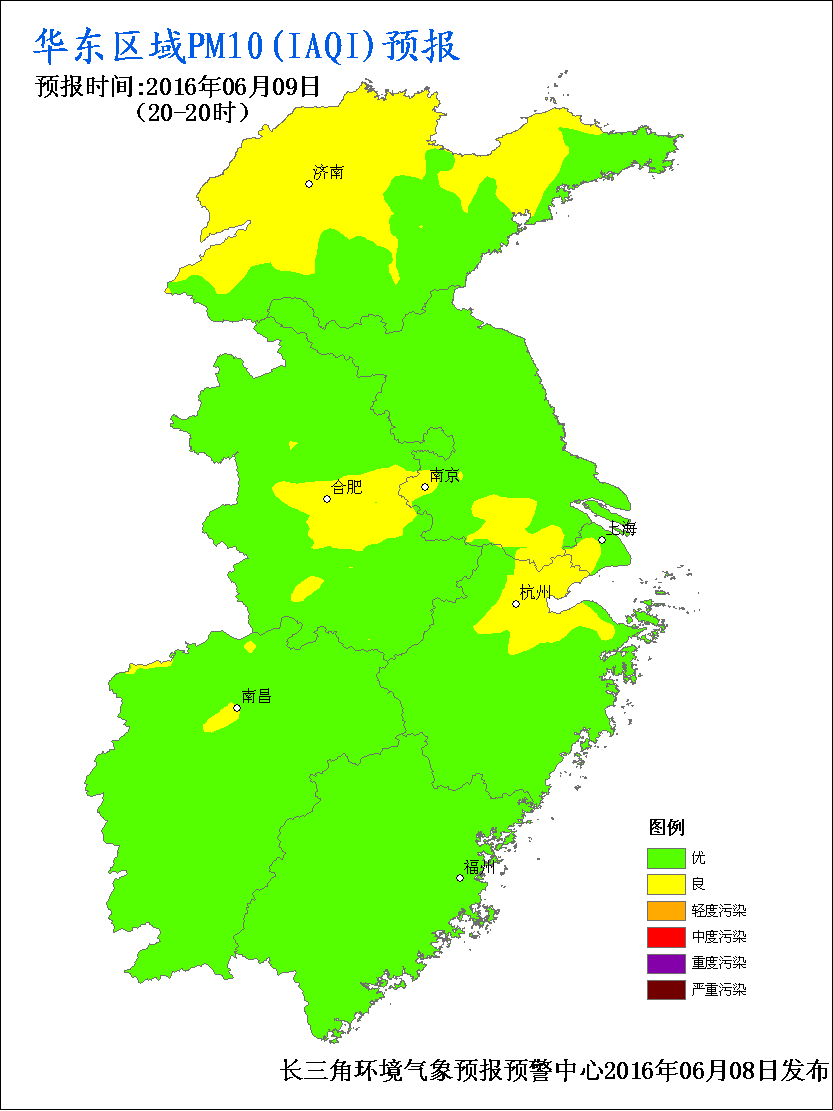 华东区域PM10(IAQI)预报
预报时间:2016年06月09日
(20-20时)
济南
南京
合肥
上海
杭州
南昌
福州
图例
优
良
轻度污染
中度污染
重度污染
严重污染
长三角环境气象预报预警中心2016年06月08日发布